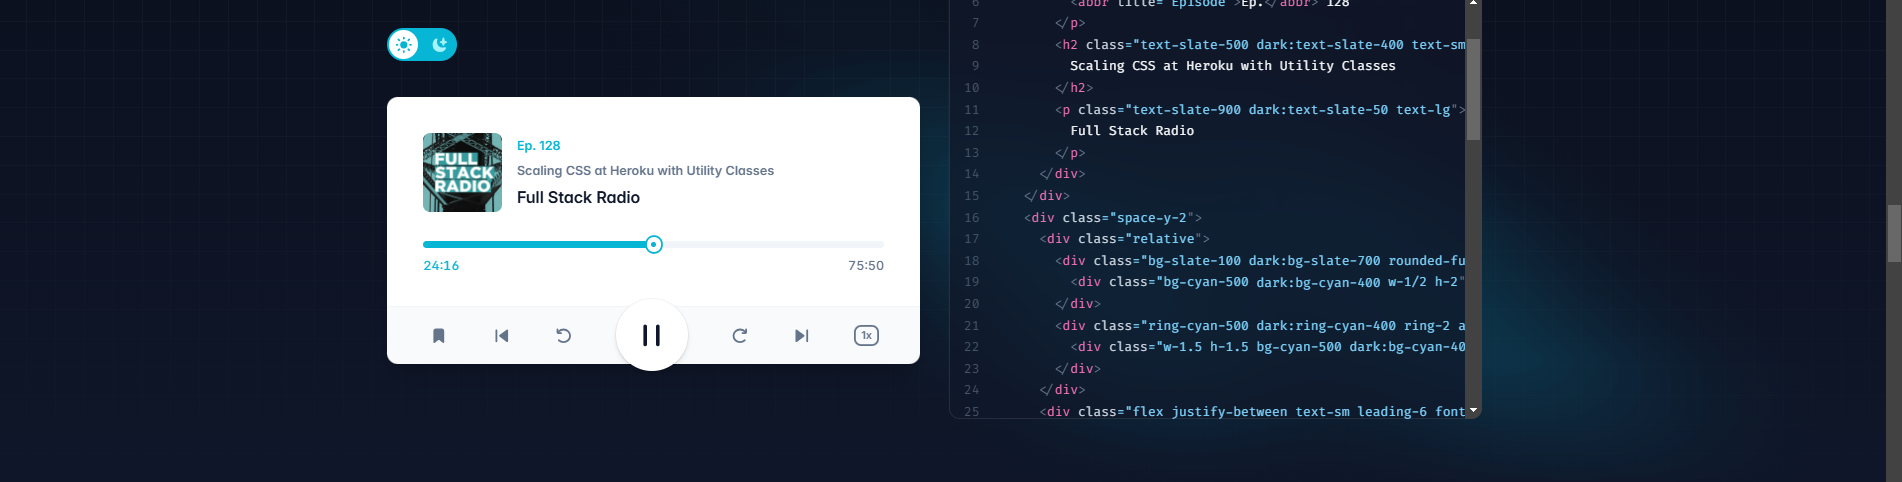 Ep. 128
Scaling CSS at Heroku with Utility Classes
Full Stack Radio
FULL
STACK
RADIO
24:16
75:50
1x
6 <abbr title="Episode">Ep.</abbr> 128
7 </p>
8 <h2 class="text-slate-500 dark:text-slate-400 text-sm
9 Scaling CSS at Heroku with Utility Classes
10 </h2>
11 <p class="text-slate-900 dark:text-slate-50 text-lg">
12 Full Stack Radio
13 </p>
14 </div>
15 </div>
16 <div class="space-y-2">
17 <div class="relative">
18 <div class="bg-slate-100 dark:bg-slate-700 rounded-fu
19 <div class="bg-cyan-500 dark:bg-cyan-400 w-1/2 h-2"
20 </div>
21 <div class="ring-cyan-500 dark:ring-cyan-400 ring-2 a
22 <div class="w-1.5 h-1.5 bg-cyan-500 dark:bg-cyan-40
23 </div>
24 </div>
25 <div class="flex justify-between text-sm leading-6 font